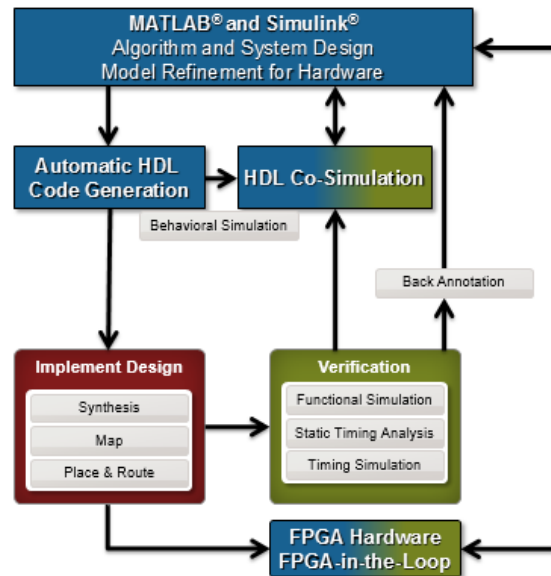 MATLAB® and Simulink®
Algorithm and System Design
Model Refinement for Hardware
Automatic HDL
Code Generation
HDL Co-Simulation
Behavioral Simulation
Back Annotation
Implement Design
Synthesis
Map
Place & Route
Verification
Functional Simulation
Static Timing Analysis
Timing Simulation
FPGA Hardware
FPGA-in-the-Loop